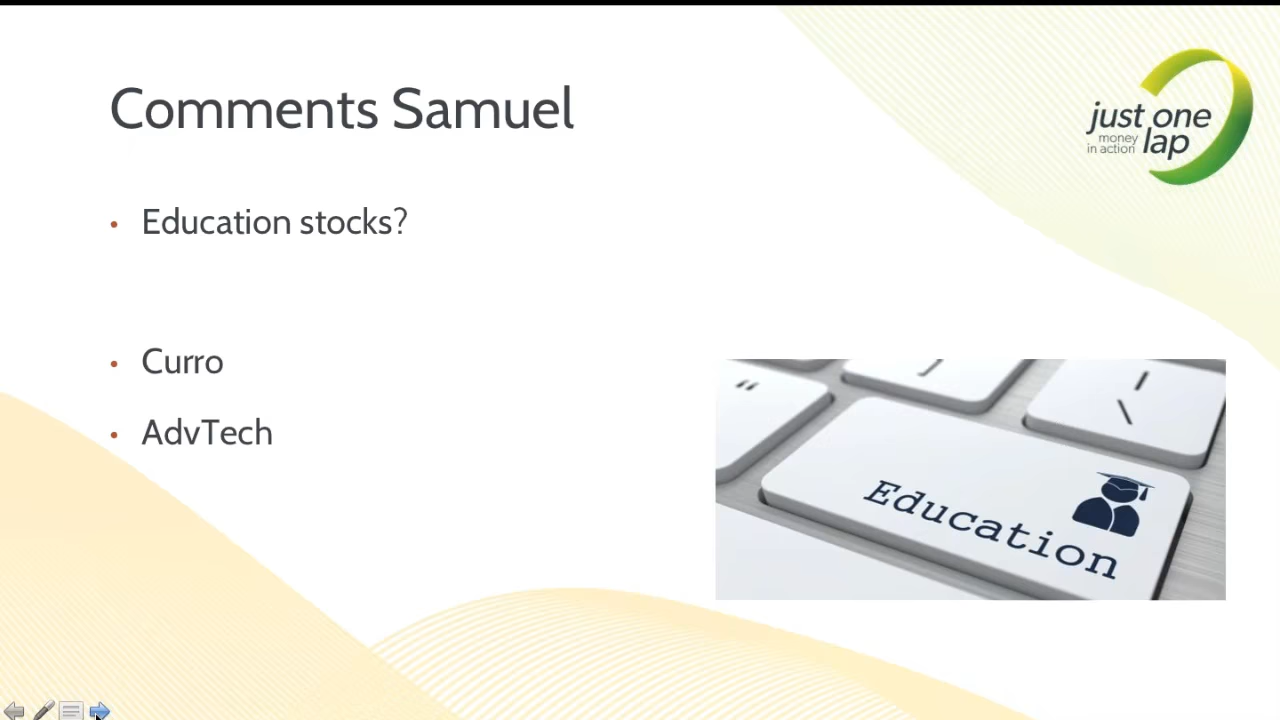 Comments Samuel
just one
money
in action lap
• Education stocks?
• Curro
• AdvTech
Education